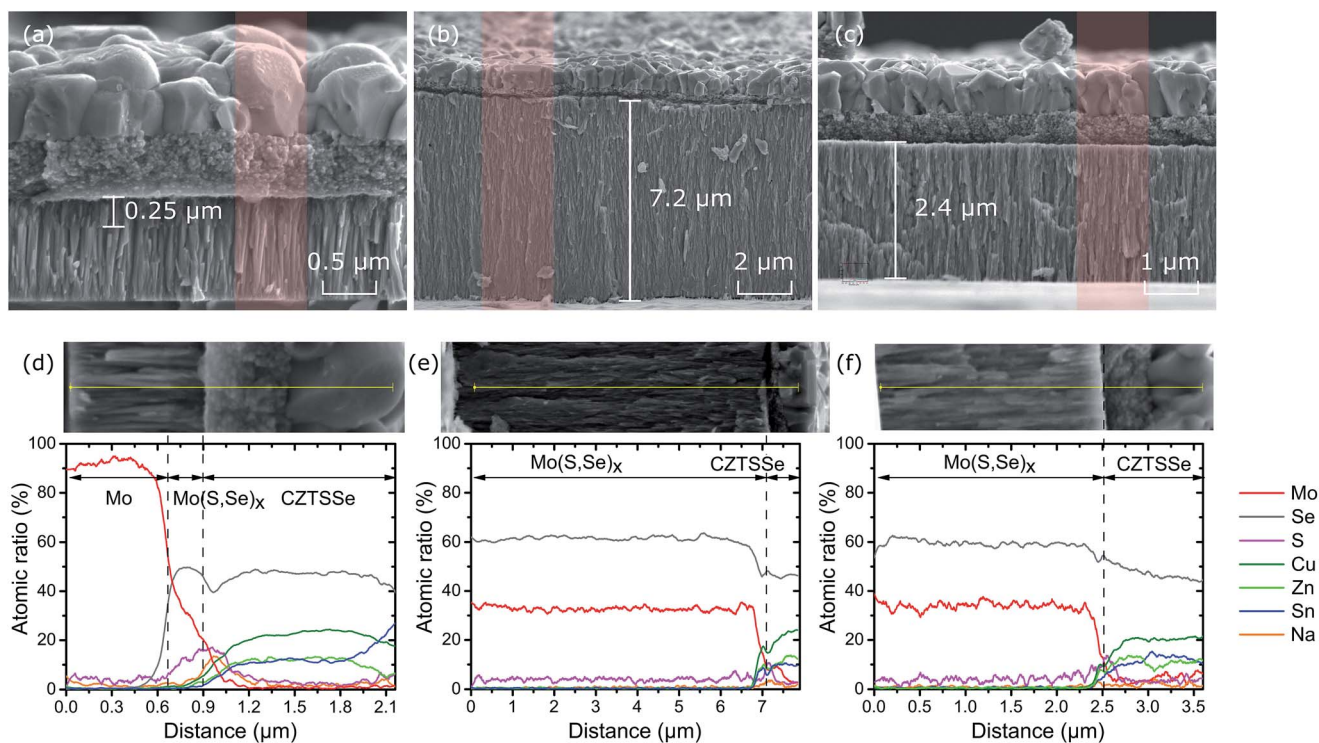 (a)
0.25 μm
0.5 μm
(b)
7.2 μm
2 μm
(c)
2.4 μm
1 μm
(d)
(e)
(f)
Atomic ratio (%)
100
80
60
40
20
0
Mo
Mo(S,Se)x
CZTSSe
0.0 0.3 0.6 0.9 1.2 1.5 1.8 2.1
Distance (μm)
Atomic ratio (%)
100
80
60
40
20
0
Mo(S,Se)x
CZTSSe
0 1 2 3 4 5 6 7
Distance (μm)
Atomic ratio (%)
100
80
60
40
20
0
Mo(S,Se)x
CZTSSe
0.0 0.5 1.0 1.5 2.0 2.5 3.0 3.5
Distance (μm)
Mo
Se
S
Cu
Zn
Sn
Na